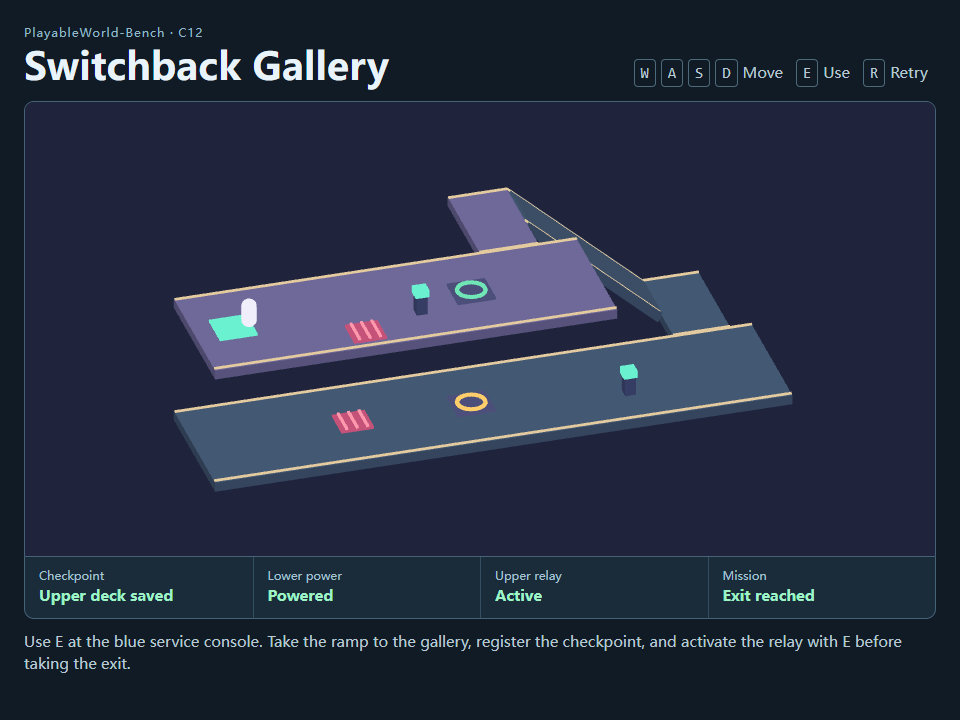 PlayableWorld-Bench · C12
Switchback Gallery
W A S D Move E Use R Retry
Checkpoint
Upper deck saved
Lower power
Powered
Upper relay
Active
Mission
Exit reached
Use E at the blue service console. Take the ramp to the gallery, register the checkpoint, and activate the relay with E before
taking the exit.